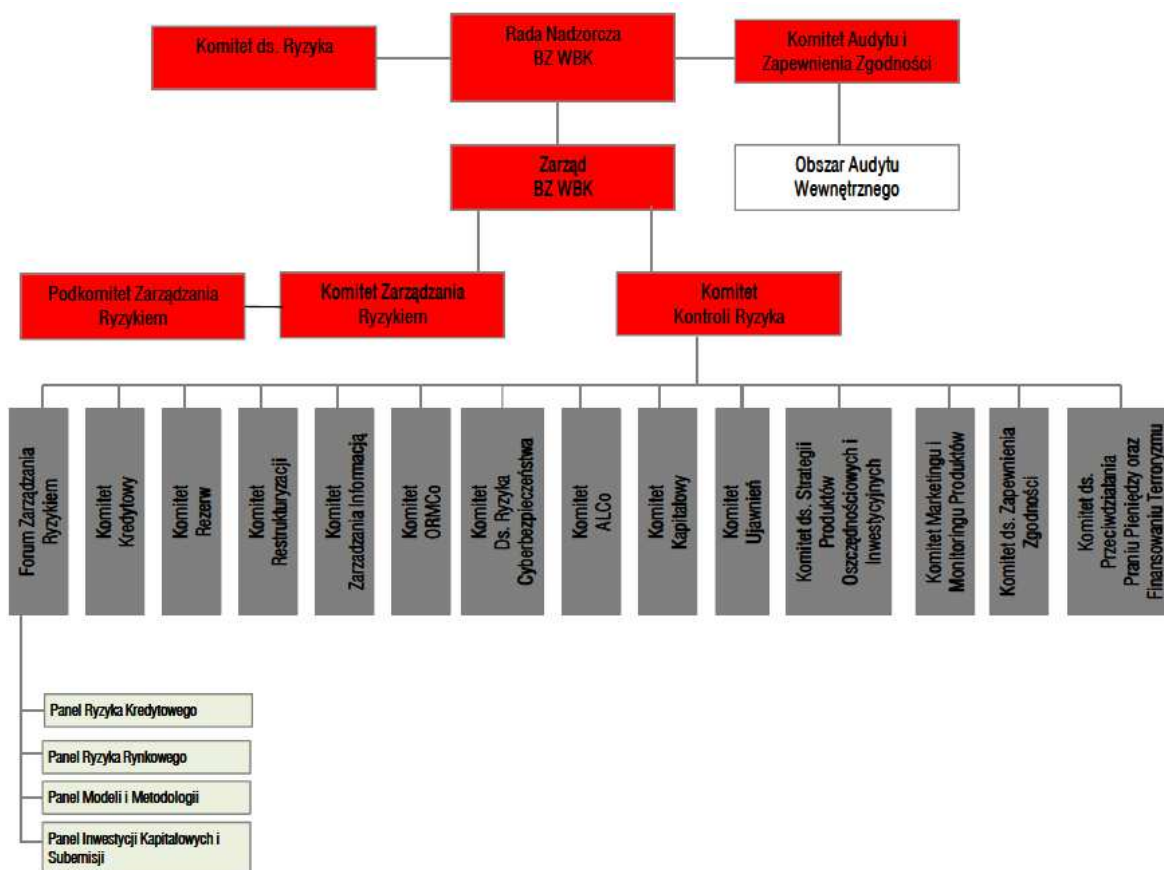 Komitet ds. Ryzyka
Rada Nadzorcza
BZ WBK
Komitet Audytu i
Zapewnienia Zgodności
Zarząd
BZ WBK
Obszar Audytu
Wewnętrznego
Podkomitet Zarządzania
Ryzykiem
Komitet Zarządzania
Ryzykiem
Komitet
Kontroli Ryzyka
Forum Zarządzania
Ryzykiem
Komitet
Kredytowy
Komitet
Rezerw
Komitet
Restrukturyzacji
Komitet
Zarzadzania Informacją
Komitet
ORMCo
Komitet
Ds. Ryzyka
Cyberbezpieczeństwa
Komitet
ALCo
Komitet
Kapitałowy
Komitet
Ujawnień
Komitet ds. Strategii
Produktów
Oszczędnościowych i
Inwestycyjnych
Komitet Marketingu i
Monitoringu Produktów
Komitet ds. Zapewnienia
Zgodności
Komitet ds.
Przeciwdziałania
Praniu Pieniędzy oraz
Finansowaniu Terroryzmu
Panel Ryzyka Kredytowego
Panel Ryzyka Rynkowego
Panel Modeli i Metodologii
Panel Inwestycji Kapitałowych i
Subemisji